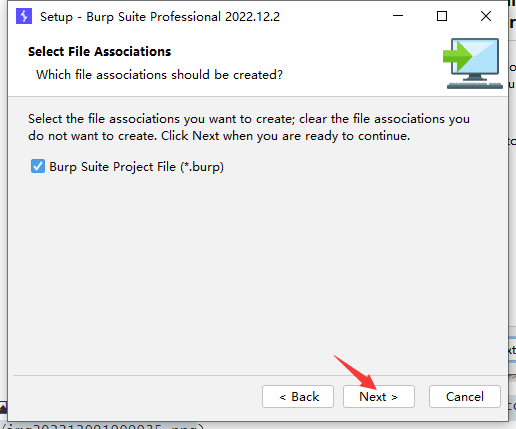 Setup - Burp Suite Professional 2022.12.2
Select File Associations
Which file associations should be created?
Select the file associations you want to create; clear the file associations you
do not want to create. Click Next when you are ready to continue.
Burp Suite Project File (*.burp)
< Back
Next >
Cancel